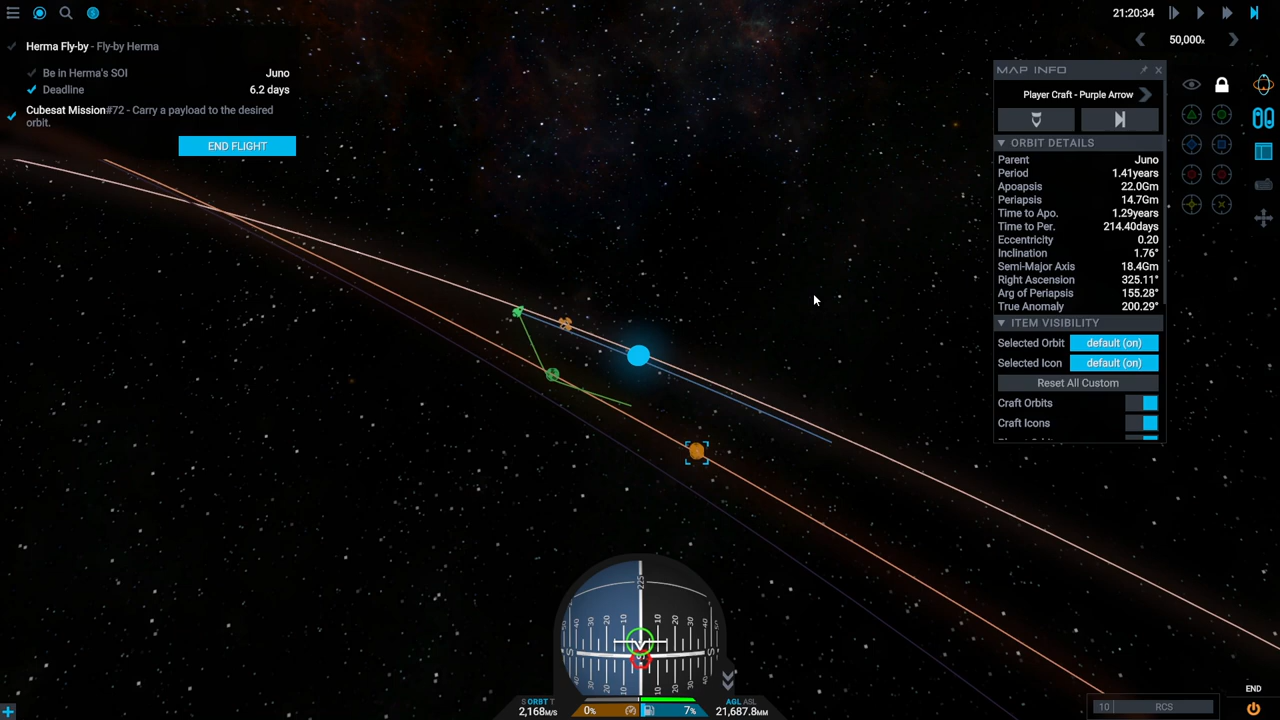 21:20:34
50,000x
Herma Fly-by - Fly-by Herma
Be in Herma's SOI Juno
Deadline 6.2 days
Cubesat Mission#72 - Carry a payload to the desired
orbit.
END FLIGHT
MAP INFO
Player Craft - Purple Arrow
ORBIT DETAILS
Parent Juno
Period 1.41years
Apoapsis 22.0Gm
Periapsis 14.7Gm
Time to Apo. 1.29years
Time to Per. 214.40days
Eccentricity 0.20
Inclination 1.76°
Semi-Major Axis 18.4Gm
Right Ascension 325.11°
Arg of Periapsis 155.28°
True Anomaly 200.29°
ITEM VISIBILITY
Selected Orbit default (on)
Selected Icon default (on)
Reset All Custom
Craft Orbits
Craft Icons
225
S ORBT T
2,168M/S
0%
7%
AGL ASL
21,687.8MM
10 RCS
END